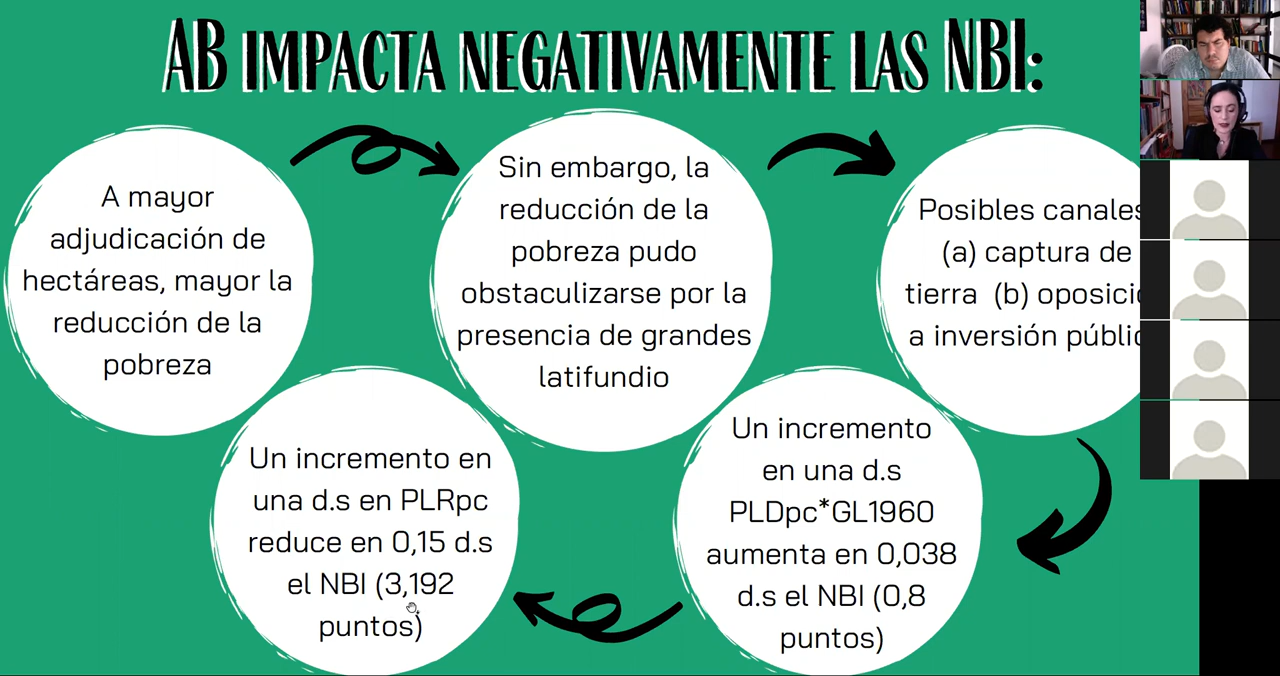 AB IMPACTA NEGATIVAMENTE LAS NBI:
A mayor
adjudicación de
hectáreas, mayor la
reducción de la
pobreza
Sin embargo, la
reducción de la
pobreza pudo
obstaculizarse por la
presencia de grandes
latifundio
Posibles canales
(a) captura de
tierra (b)
a inversión
Un incremento
en una d.s
PLDpc*GL1960
aumenta en 0,038
d.s el NBI (0,8
puntos)
Un incremento en
una d.s en PLRpc
reduce en 0,15 d.s
el NBI (3,192
puntos)